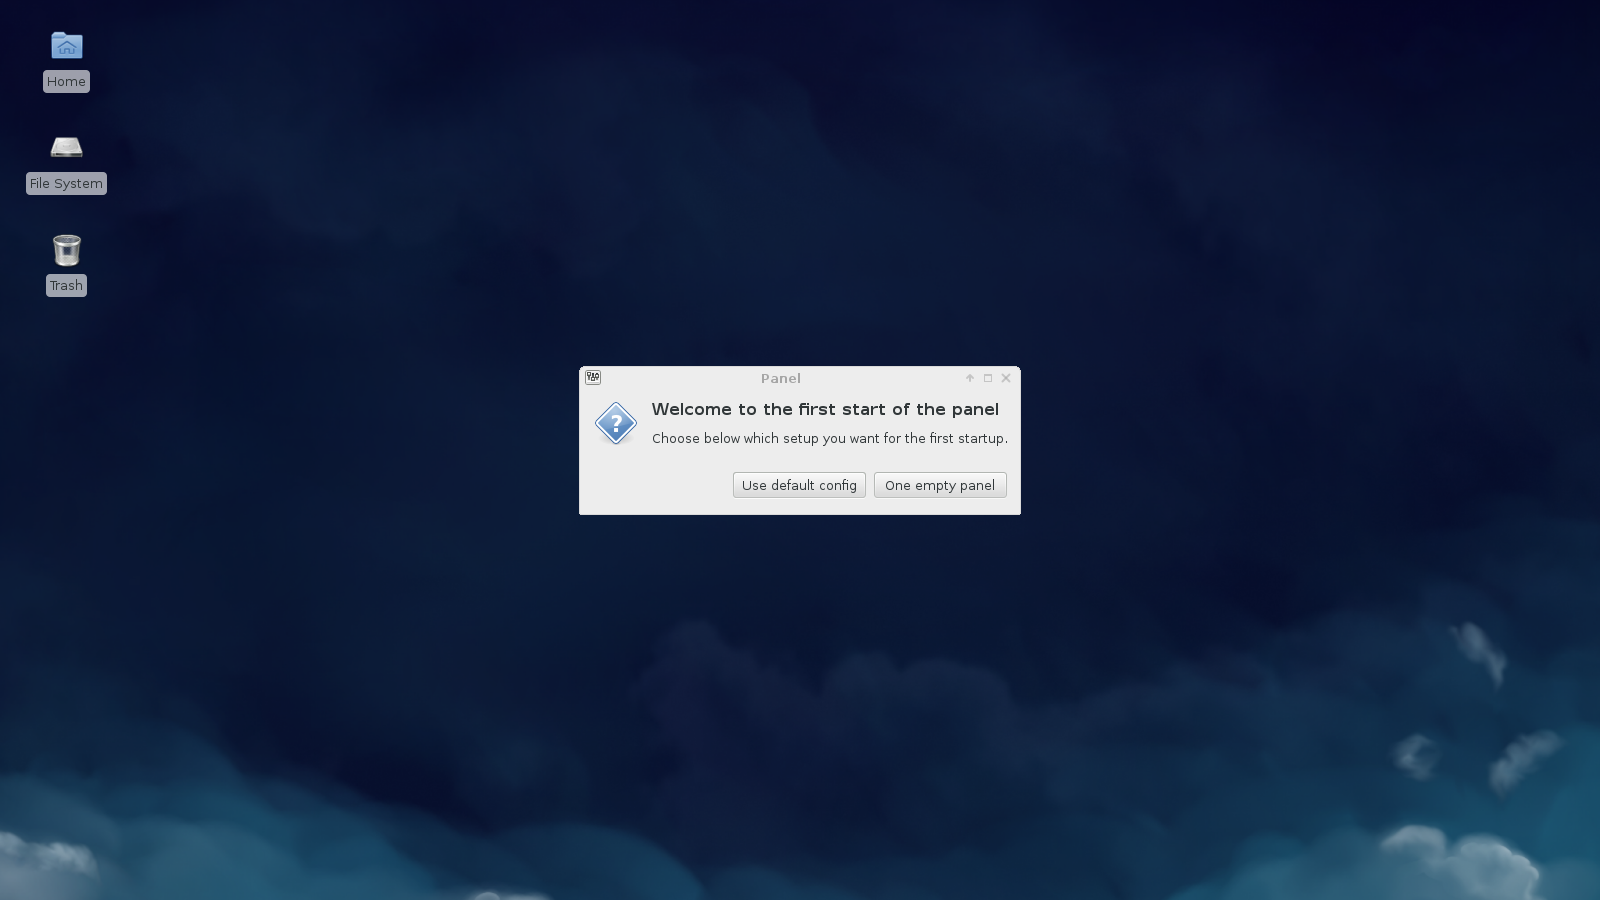 Home
File System
Trash
Panel
Welcome to the first start of the panel
Choose below which setup you want for the first startup.
Use default config
One empty panel